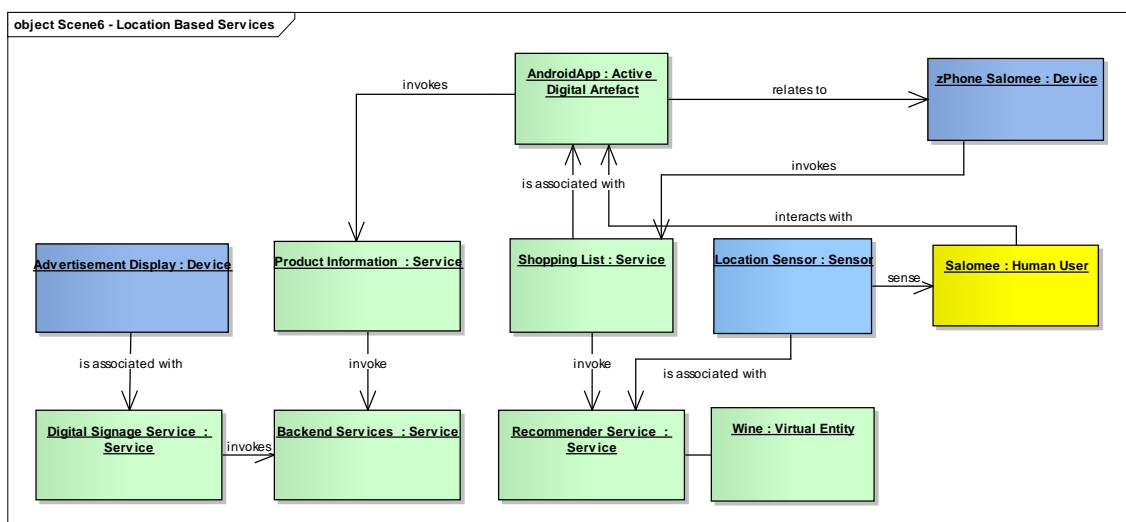 object Scene6 - Location Based Services
AndroidApp : Active
Digital Artefact
zPhone Salomee : Device
invokes
relates to
is associated with
invokes
interacts with
Advertisement Display : Device
Product Information : Service
Shopping List : Service
Location Sensor : Sensor
Salomee : Human User
sense
is associated with
invoke
invoke
is associated with
Digital Signage Service :
Service
invokes
Backend Services : Service
Recommender Service :
Service
Wine : Virtual Entity